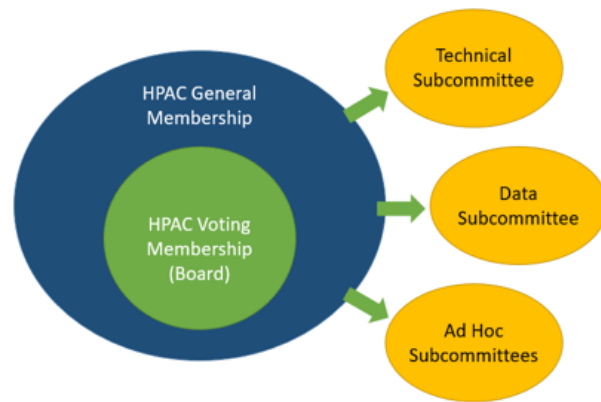 HPAC General
Membership
HPAC Voting
Membership
(Board)
Technical
Subcommittee
Data
Subcommittee
Ad Hoc
Subcommittees